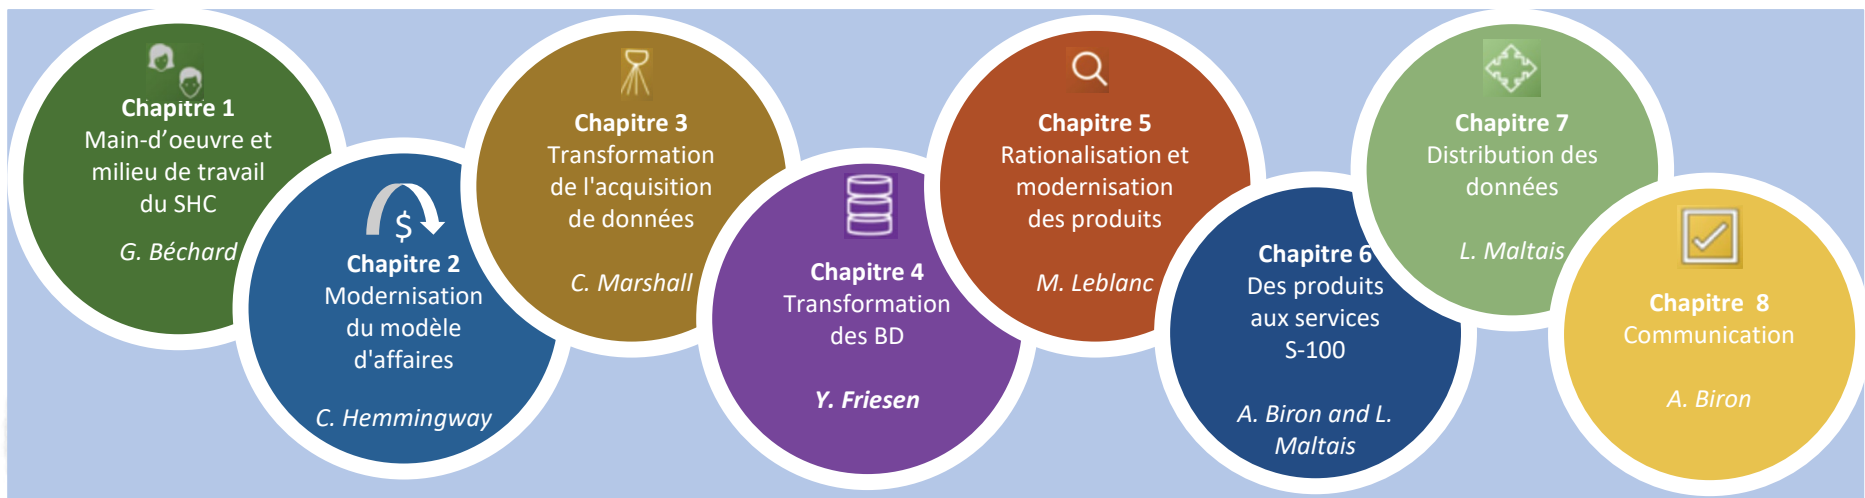 Chapitre 1
Main-d’oeuvre et
milieu de travail
du SHC
G. Béchard
$
Chapitre 2
Modernisation
du modèle
d'affaires
C. Hemmingway
Chapitre 3
Transformation
de l'acquisition
de données
C. Marshall
Chapitre 4
Transformation
des BD
Y. Friesen
Chapitre 5
Rationalisation et
modernisation
des produits
M. Leblanc
Chapitre 6
Des produits
aux services
S-100
A. Biron and L.
Maltais
Chapitre 7
Distribution des
données
L. Maltais
Chapitre  8
Communication
A. Biron